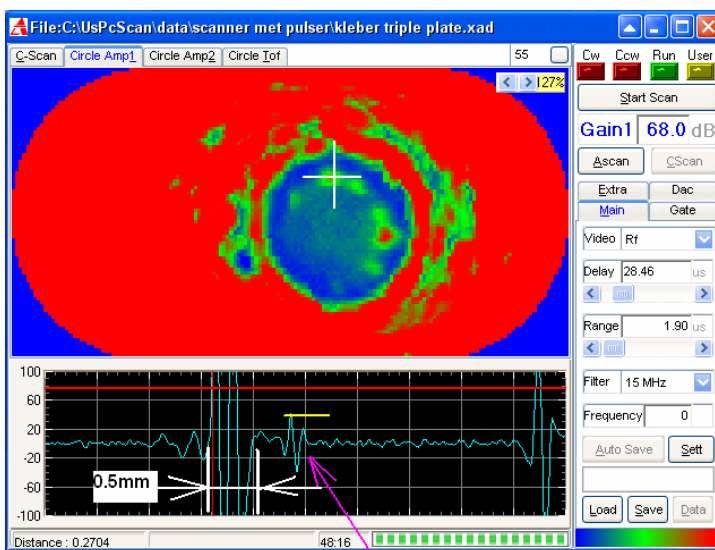 File:C:\UsPcScan\data\scanner met pulser\kleber triple plate.xad
C-Scan Circle Amp1 Circle Amp2 Circle Tof 55
Cw Ccw Run User
127%
Start Scan
Gain1 68.0 dB
Ascan CScan
Extra Dac
Main Gate
Video Rf
Delay 28.46 us
Range 1.90 us
Filter 15 MHz
Frequency 0
Auto Save Sett
Load Save Data
100
60
20
-20
-60
-100
0.5mm
Distance : 0.2704 48:16